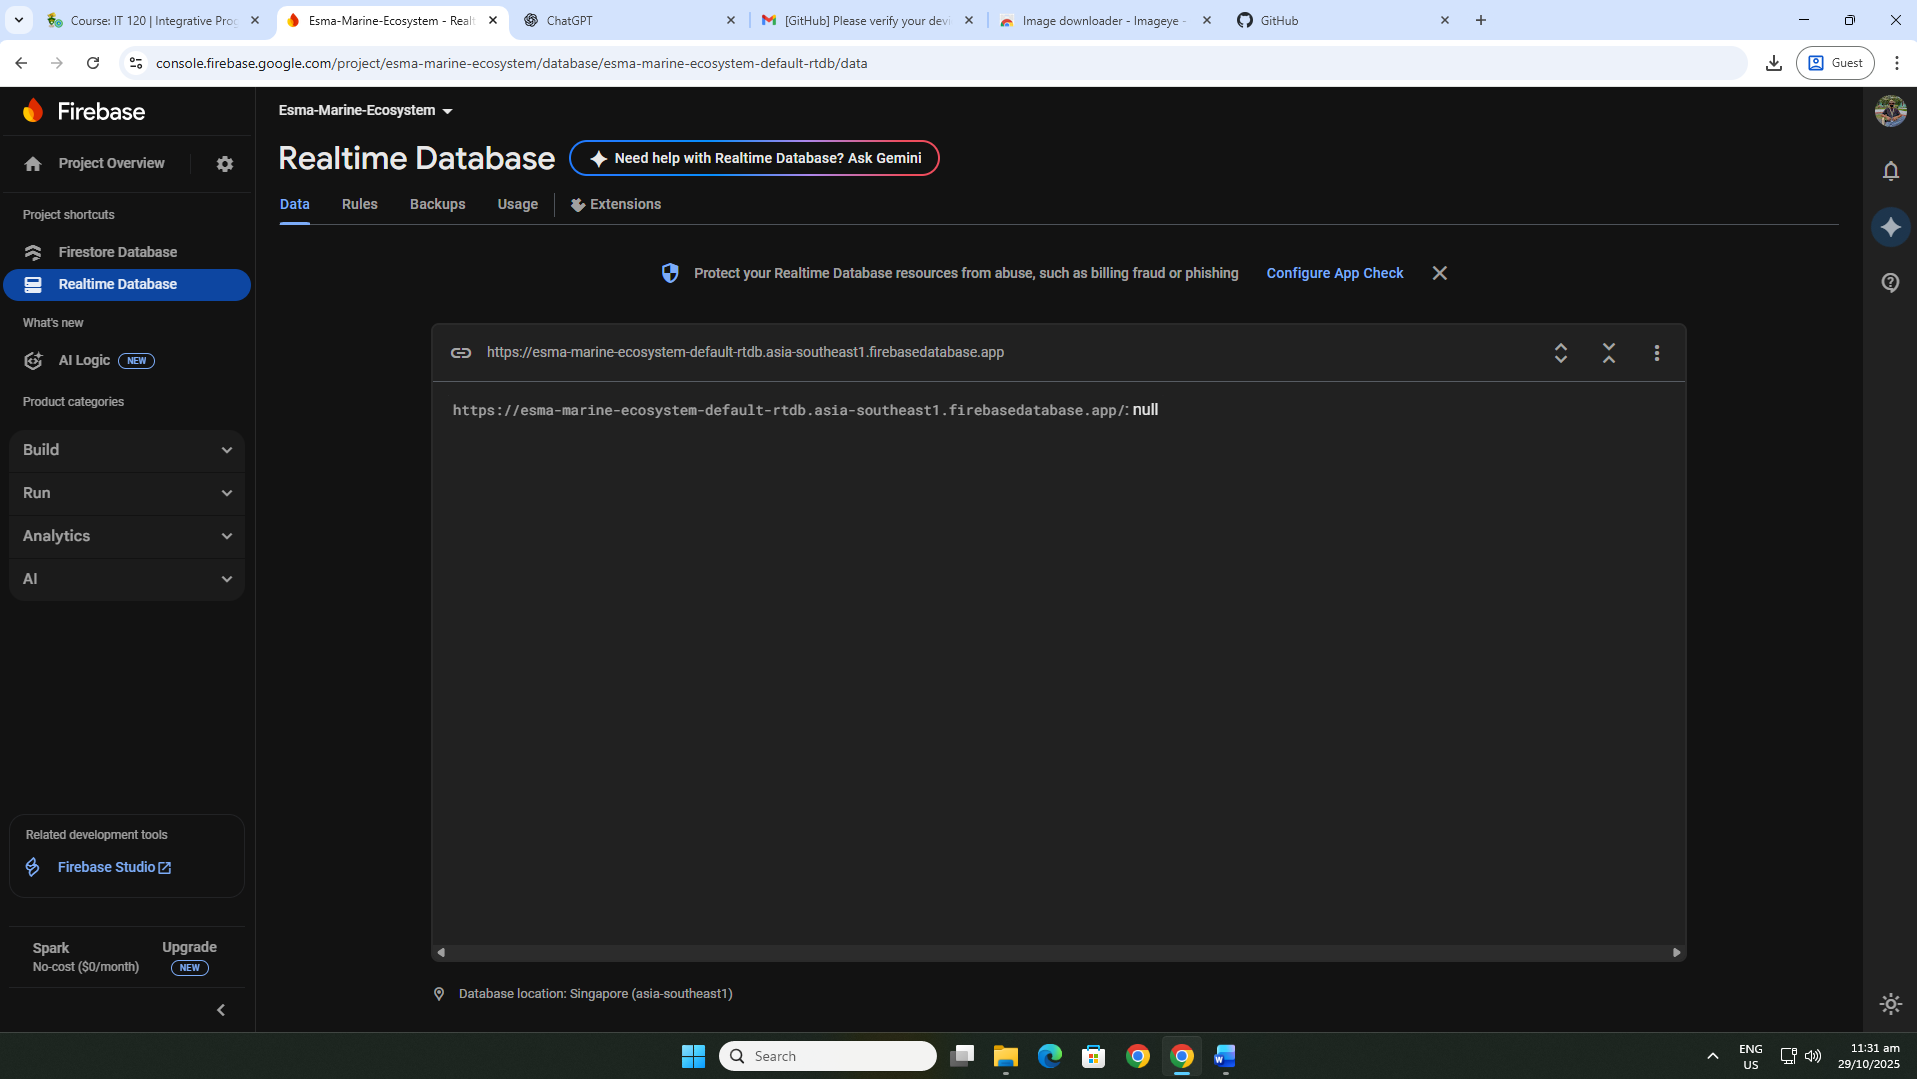 Course: IT 120 | Integrative Prog
Esma-Marine-Ecosystem - Realt
ChatGPT
[GitHub] Please verify your devi
Image downloader - Imageye -
GitHub
console.firebase.google.com/project/esma-marine-ecosystem/database/esma-marine-ecosystem-default-rtdb/data
Guest
Firebase
Project Overview
Project shortcuts
Firestore Database
Realtime Database
What's new
AI Logic
NEW
Product categories
Build
Run
Analytics
AI
Related development tools
Firebase Studio
Spark
No-cost ($0/month)
Upgrade
NEW
Esma-Marine-Ecosystem
Realtime Database
Need help with Realtime Database? Ask Gemini
Data
Rules
Backups
Usage
Extensions
Protect your Realtime Database resources from abuse, such as billing fraud or phishing
Configure App Check
https://esma-marine-ecosystem-default-rtdb.asia-southeast1.firebasedatabase.app
https://esma-marine-ecosystem-default-rtdb.asia-southeast1.firebasedatabase.app/: null
Database location: Singapore (asia-southeast1)
Search
ENG
US
11:31 am
29/10/2025